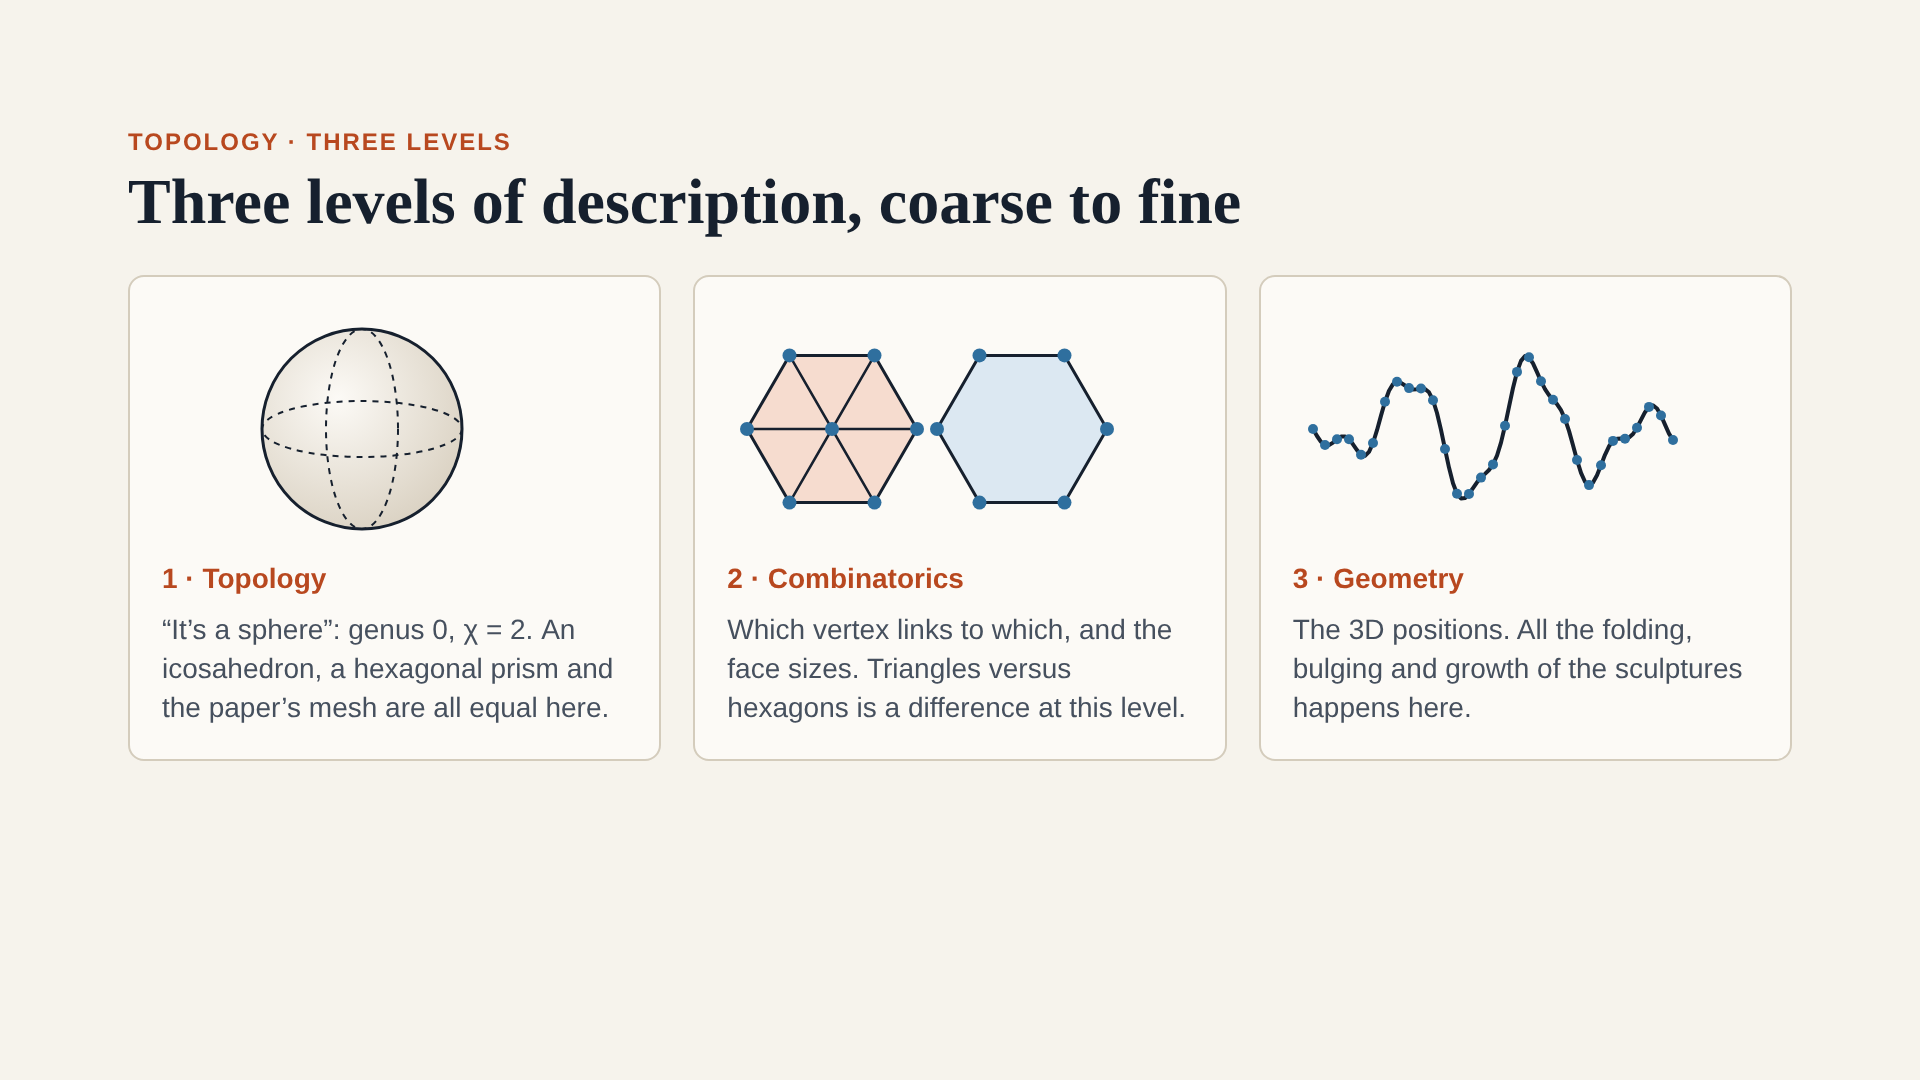 TOPOLOGY · THREE LEVELS
Three levels of description, coarse to fine
1 · Topology
“It’s a sphere”: genus 0, χ = 2. An
icosahedron, a hexagonal prism and
the paper’s mesh are all equal here.
2 · Combinatorics
Which vertex links to which, and the
face sizes. Triangles versus
hexagons is a difference at this level.
3 · Geometry
The 3D positions. All the folding,
bulging and growth of the sculptures
happens here.